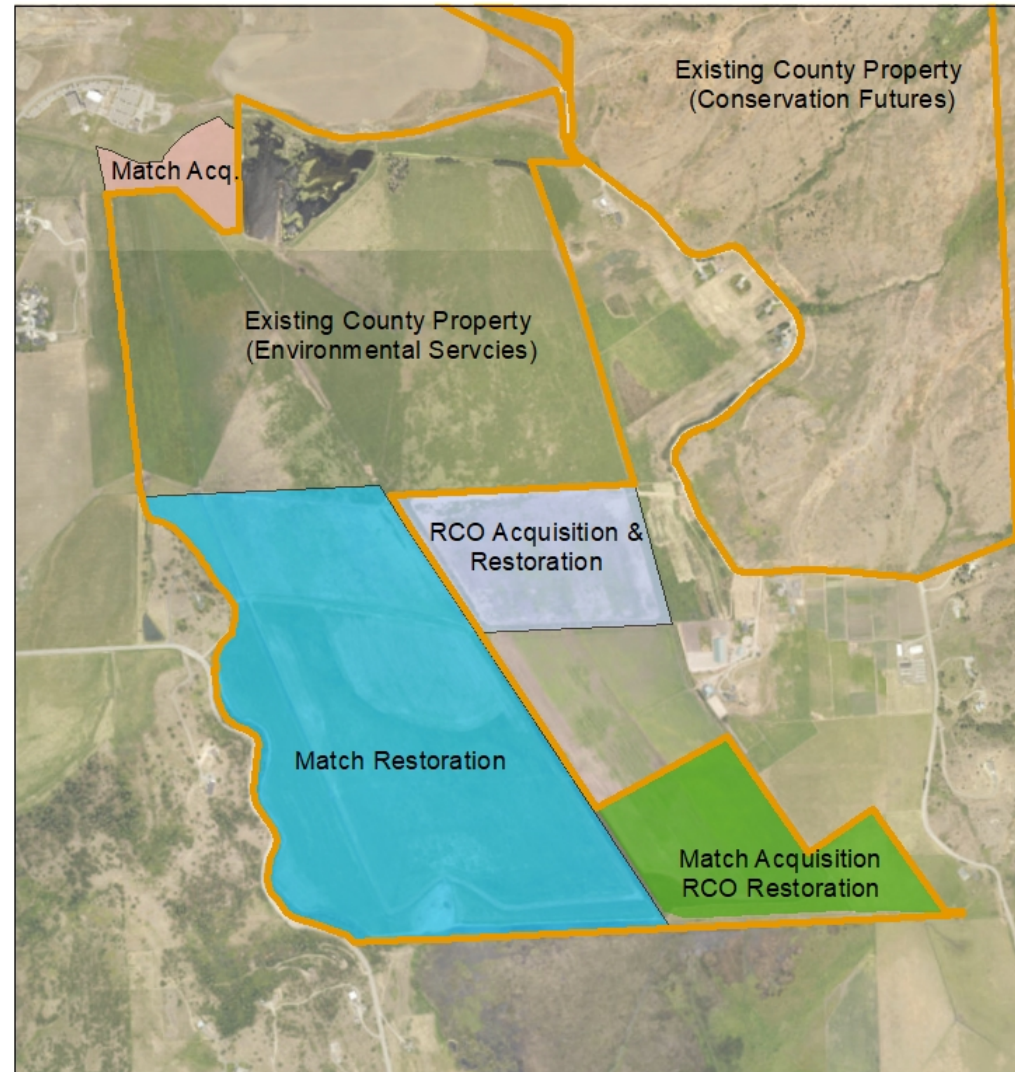 Existing County Property
(Conservation Futures)
Match Acq.
Existing County Property
(Environmental Servcies)
RCO Acquisition &
Restoration
Match Restoration
Match Acquisition
RCO Restoration